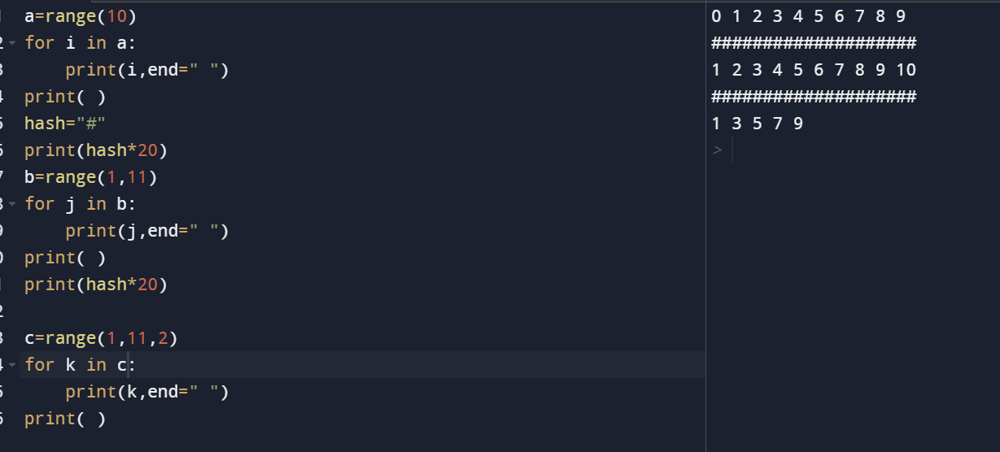 a=range(10)
for i in a:
    print(i,end=" ")
print( )
hash="#"
print(hash*20)
b=range(1,11)
for j in b:
    print(j,end=" ")
print( )
print(hash*20)

c=range(1,11,2)
for k in c:
    print(k,end=" ")
print( )
0 1 2 3 4 5 6 7 8 9
####################
1 2 3 4 5 6 7 8 9 10
####################
1 3 5 7 9
>